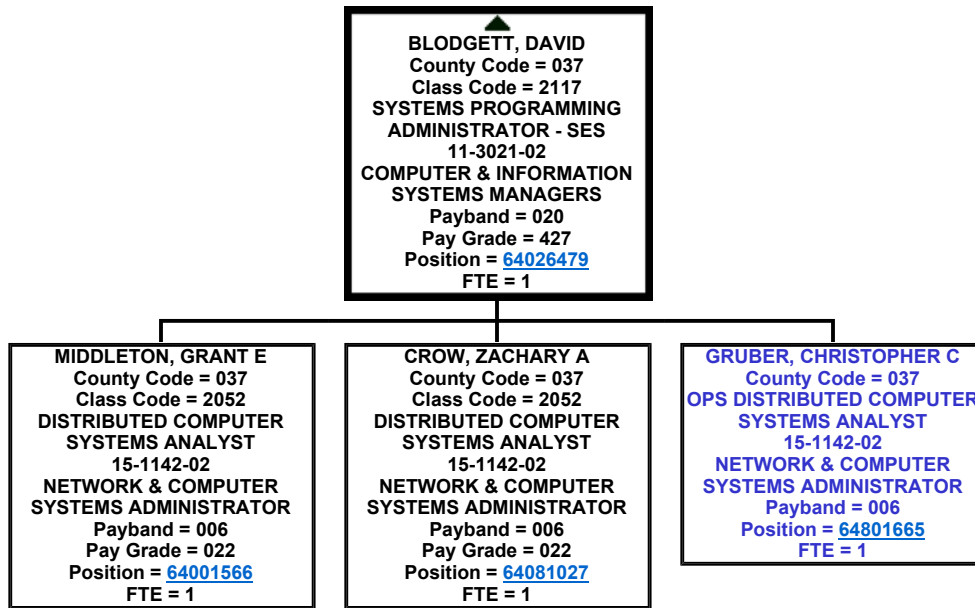 BLODGETT, DAVID
County Code = 037
Class Code = 2117
SYSTEMS PROGRAMMING
ADMINISTRATOR - SES
11-3021-02
COMPUTER & INFORMATION
SYSTEMS MANAGERS
Payband = 020
Pay Grade = 427
Position = 64026479
FTE = 1
MIDDLETON, GRANT E
County Code = 037
Class Code = 2052
DISTRIBUTED COMPUTER
SYSTEMS ANALYST
15-1142-02
NETWORK & COMPUTER
SYSTEMS ADMINISTRATOR
Payband = 006
Pay Grade = 022
Position = 64001566
FTE = 1
CROW, ZACHARY A
County Code = 037
Class Code = 2052
DISTRIBUTED COMPUTER
SYSTEMS ANALYST
15-1142-02
NETWORK & COMPUTER
SYSTEMS ADMINISTRATOR
Payband = 006
Pay Grade = 022
Position = 64081027
FTE = 1
GRUBER, CHRISTOPHER C
County Code = 037
OPS DISTRIBUTED COMPUTER
SYSTEMS ANALYST
15-1142-02
NETWORK & COMPUTER
SYSTEMS ADMINISTRATOR
Payband = 006
Position = 64801665
FTE = 1